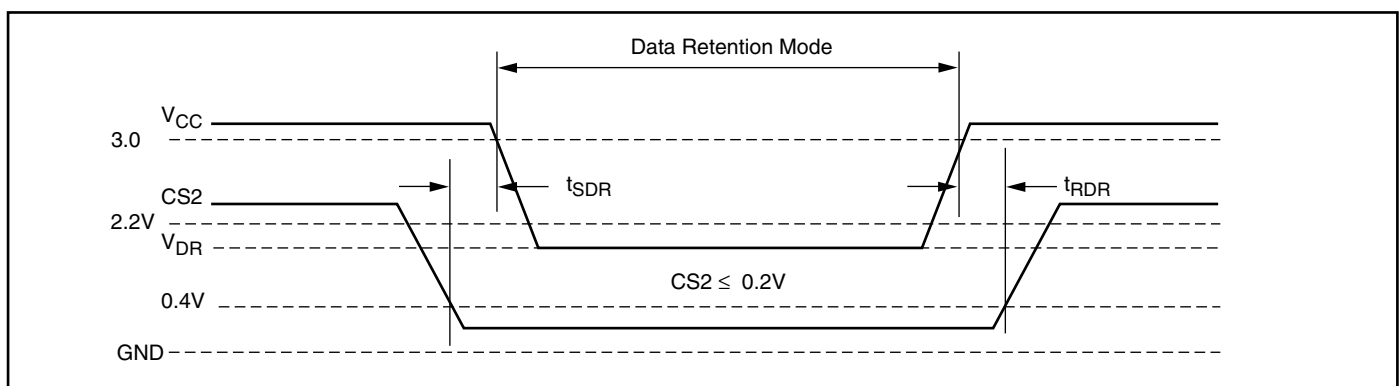 Data Retention Mode
VCC
3.0
tSDR
tRDR
CS2
2.2V
VDR
CS2 ≤ 0.2V
0.4V
GND